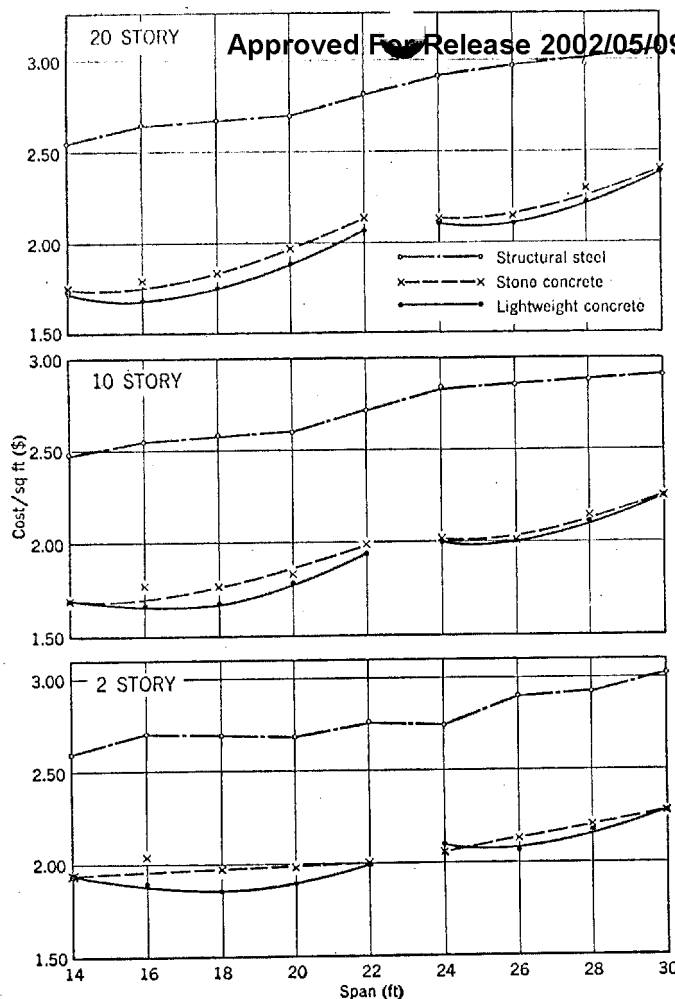 20 STORY
Approved For Release 2002/05/09
3.00
2.50
2.00
1.50
Structural steel
Stone concrete
Lightweight concrete
3.00
10 STORY
2.50
Cost/sq ft ($)
2.00
1.50
3.00
2 STORY
2.50
2.00
1.50
14 16 18 20 22 24 26 28 30
Span (ft)